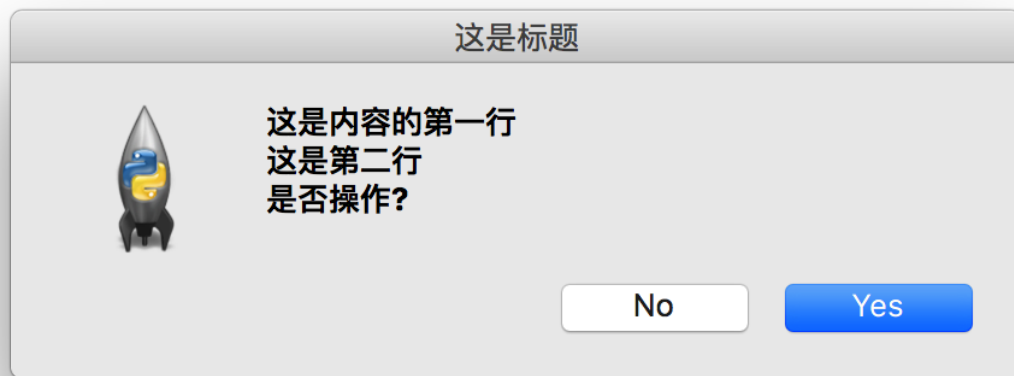 这是标题
这是内容的第一行
这是第二行
是否操作?
No
Yes